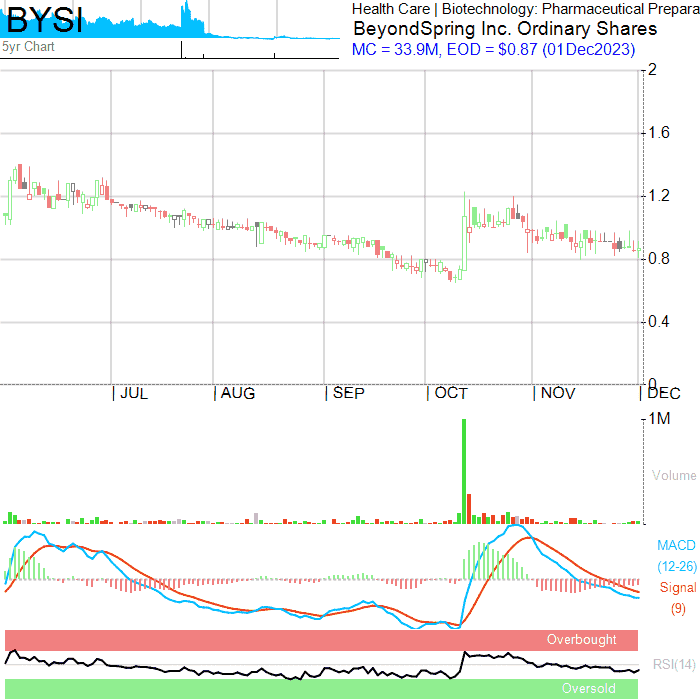 BYSI
5yr Chart
Health Care | Biotechnology: Pharmaceutical Prepara
BeyondSpring Inc. Ordinary Shares
MC = 33.9M, EOD = $0.87 (01Dec2023)
2
1.6
1.2
0.8
0.4
0
| JUL | AUG | SEP | OCT | NOV | DEC
1M
Volume
MACD
(12-26)
Signal
(9)
Overbought
RSI(14)
Oversold